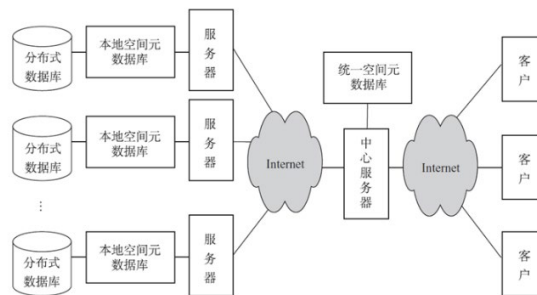 分布式
数据库
本地空间元
数据库
服
务
器
分布式
数据库
本地空间元
数据库
服
务
器
⋮
分布式
数据库
本地空间元
数据库
服
务
器
Internet
统一空间元
数据库
中
心
服
务
器
Internet
客
户
客
户
客
户